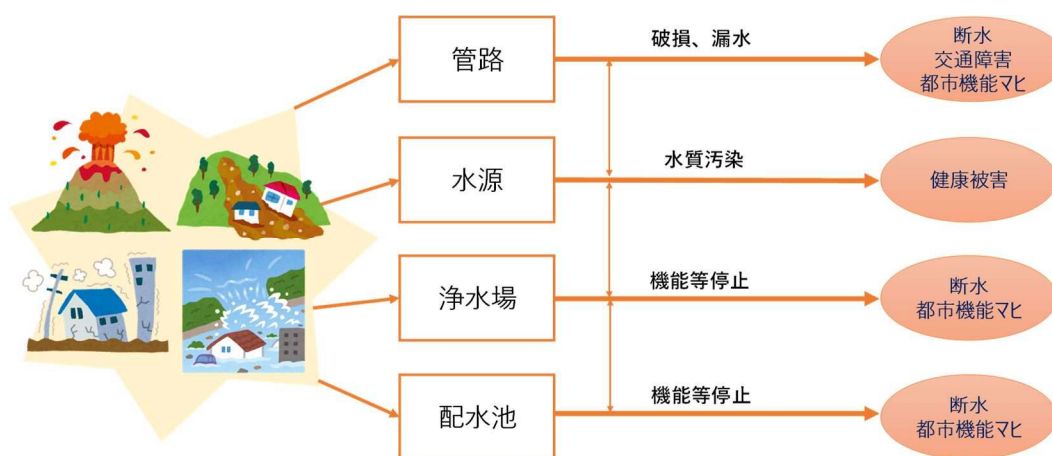 管路
破損、漏水
断水
交通障害
都市機能マヒ
水源
水質汚染
健康被害
浄水場
機能等停止
断水
都市機能マヒ
配水池
機能等停止
断水
都市機能マヒ